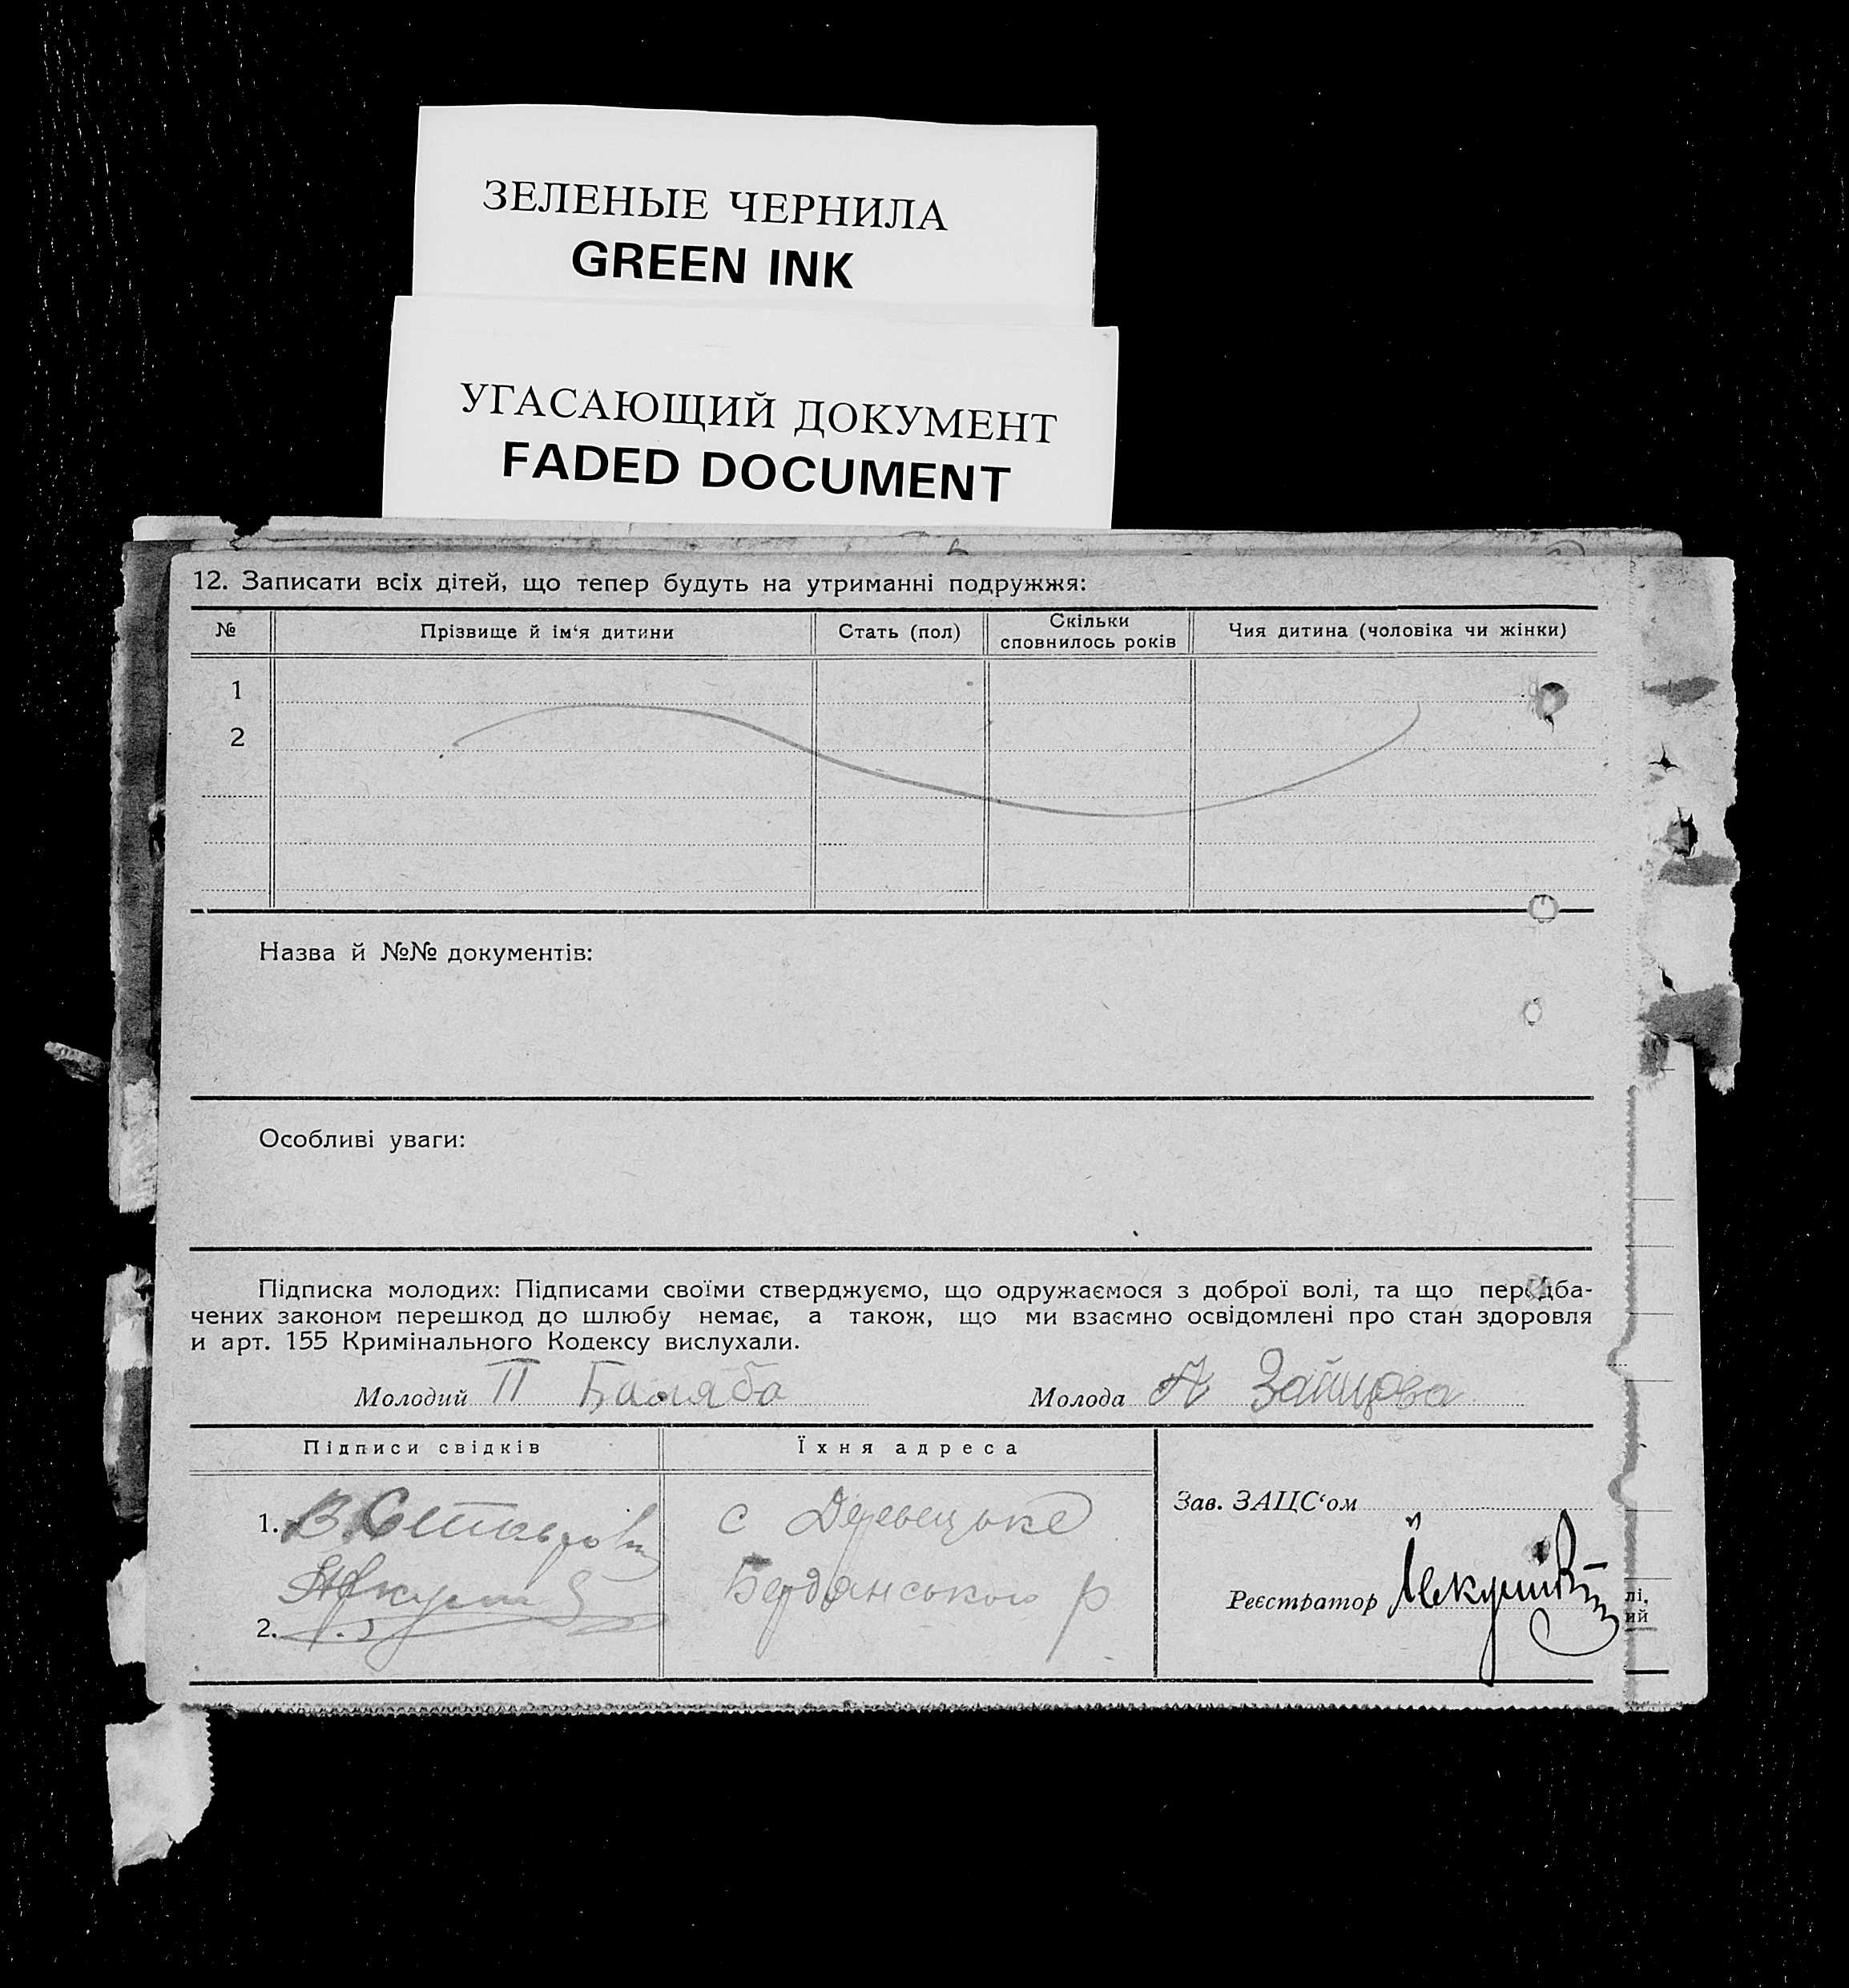 ЗЕЛЕНЫЕ ЧЕРНИЛА
GREEN INK
УГАСАЮЩИЙ ДОКУМЕНТ
FADED DOCUMENT
12. Записати всіх дітей, що тепер будуть на утриманні подружжя:
№ Прізвище й ім‘я дитини Стать (пол) Скільки сповнилось років Чия дитина (чоловіка чи жінки)
1
2
Назва й №№ документів:
Особливі уваги:
Підписка молодих: Підписами своїми стверджуємо, що одружаємося з доброї волі, та що передба-
чених законом перешкод до шлюбу немає, а також, що ми взаємно освідомлені про стан здоровля
и арт. 155 Кримінального Кодексу вислухали.
Молодий П Баляба Молода А Зайцова
Підписи свідків Їхня адреса
Зав. ЗАЦС‘ом
1. с
Бердянського р
Реєстратор
2.
лі,
ий